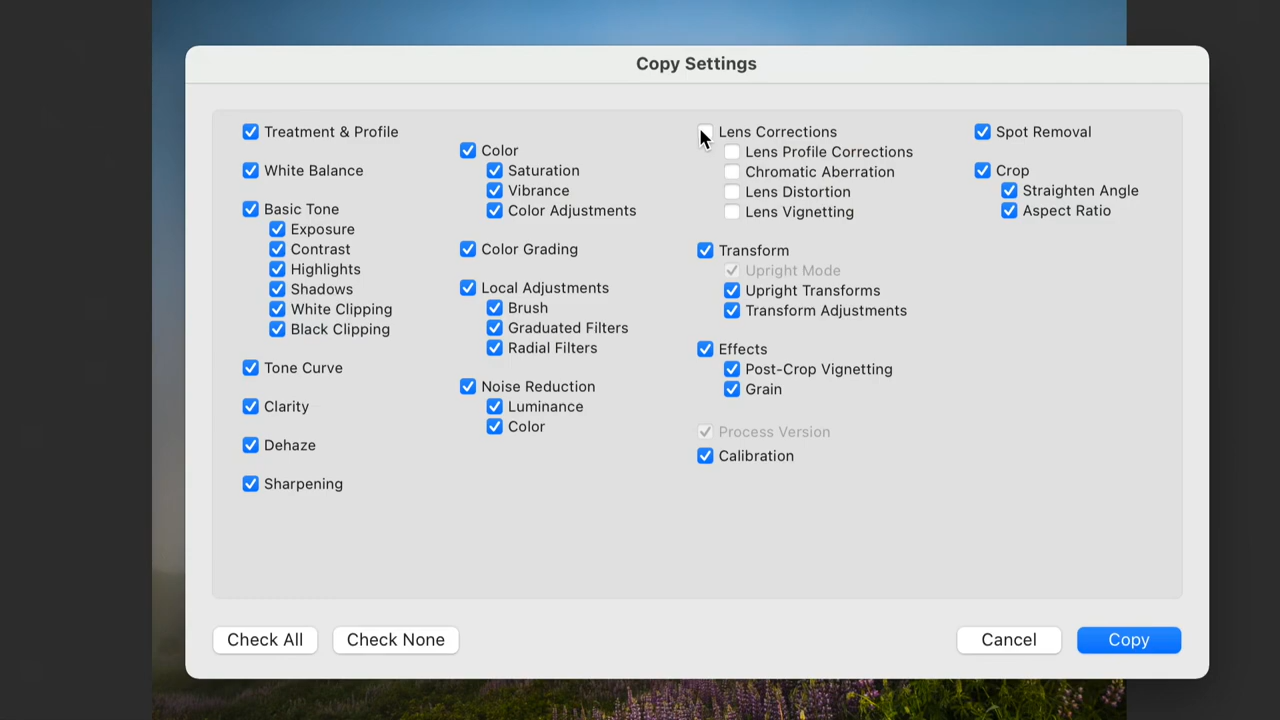 Copy Settings
Treatment & Profile
White Balance
Basic Tone
Exposure
Contrast
Highlights
Shadows
White Clipping
Black Clipping
Tone Curve
Clarity
Dehaze
Sharpening
Color
Saturation
Vibrance
Color Adjustments
Color Grading
Local Adjustments
Brush
Graduated Filters
Radial Filters
Noise Reduction
Luminance
Color
Lens Corrections
Lens Profile Corrections
Chromatic Aberration
Lens Distortion
Lens Vignetting
Transform
Upright Mode
Upright Transforms
Transform Adjustments
Effects
Post-Crop Vignetting
Grain
Process Version
Calibration
Spot Removal
Crop
Straighten Angle
Aspect Ratio
Check All
Check None
Cancel
Copy